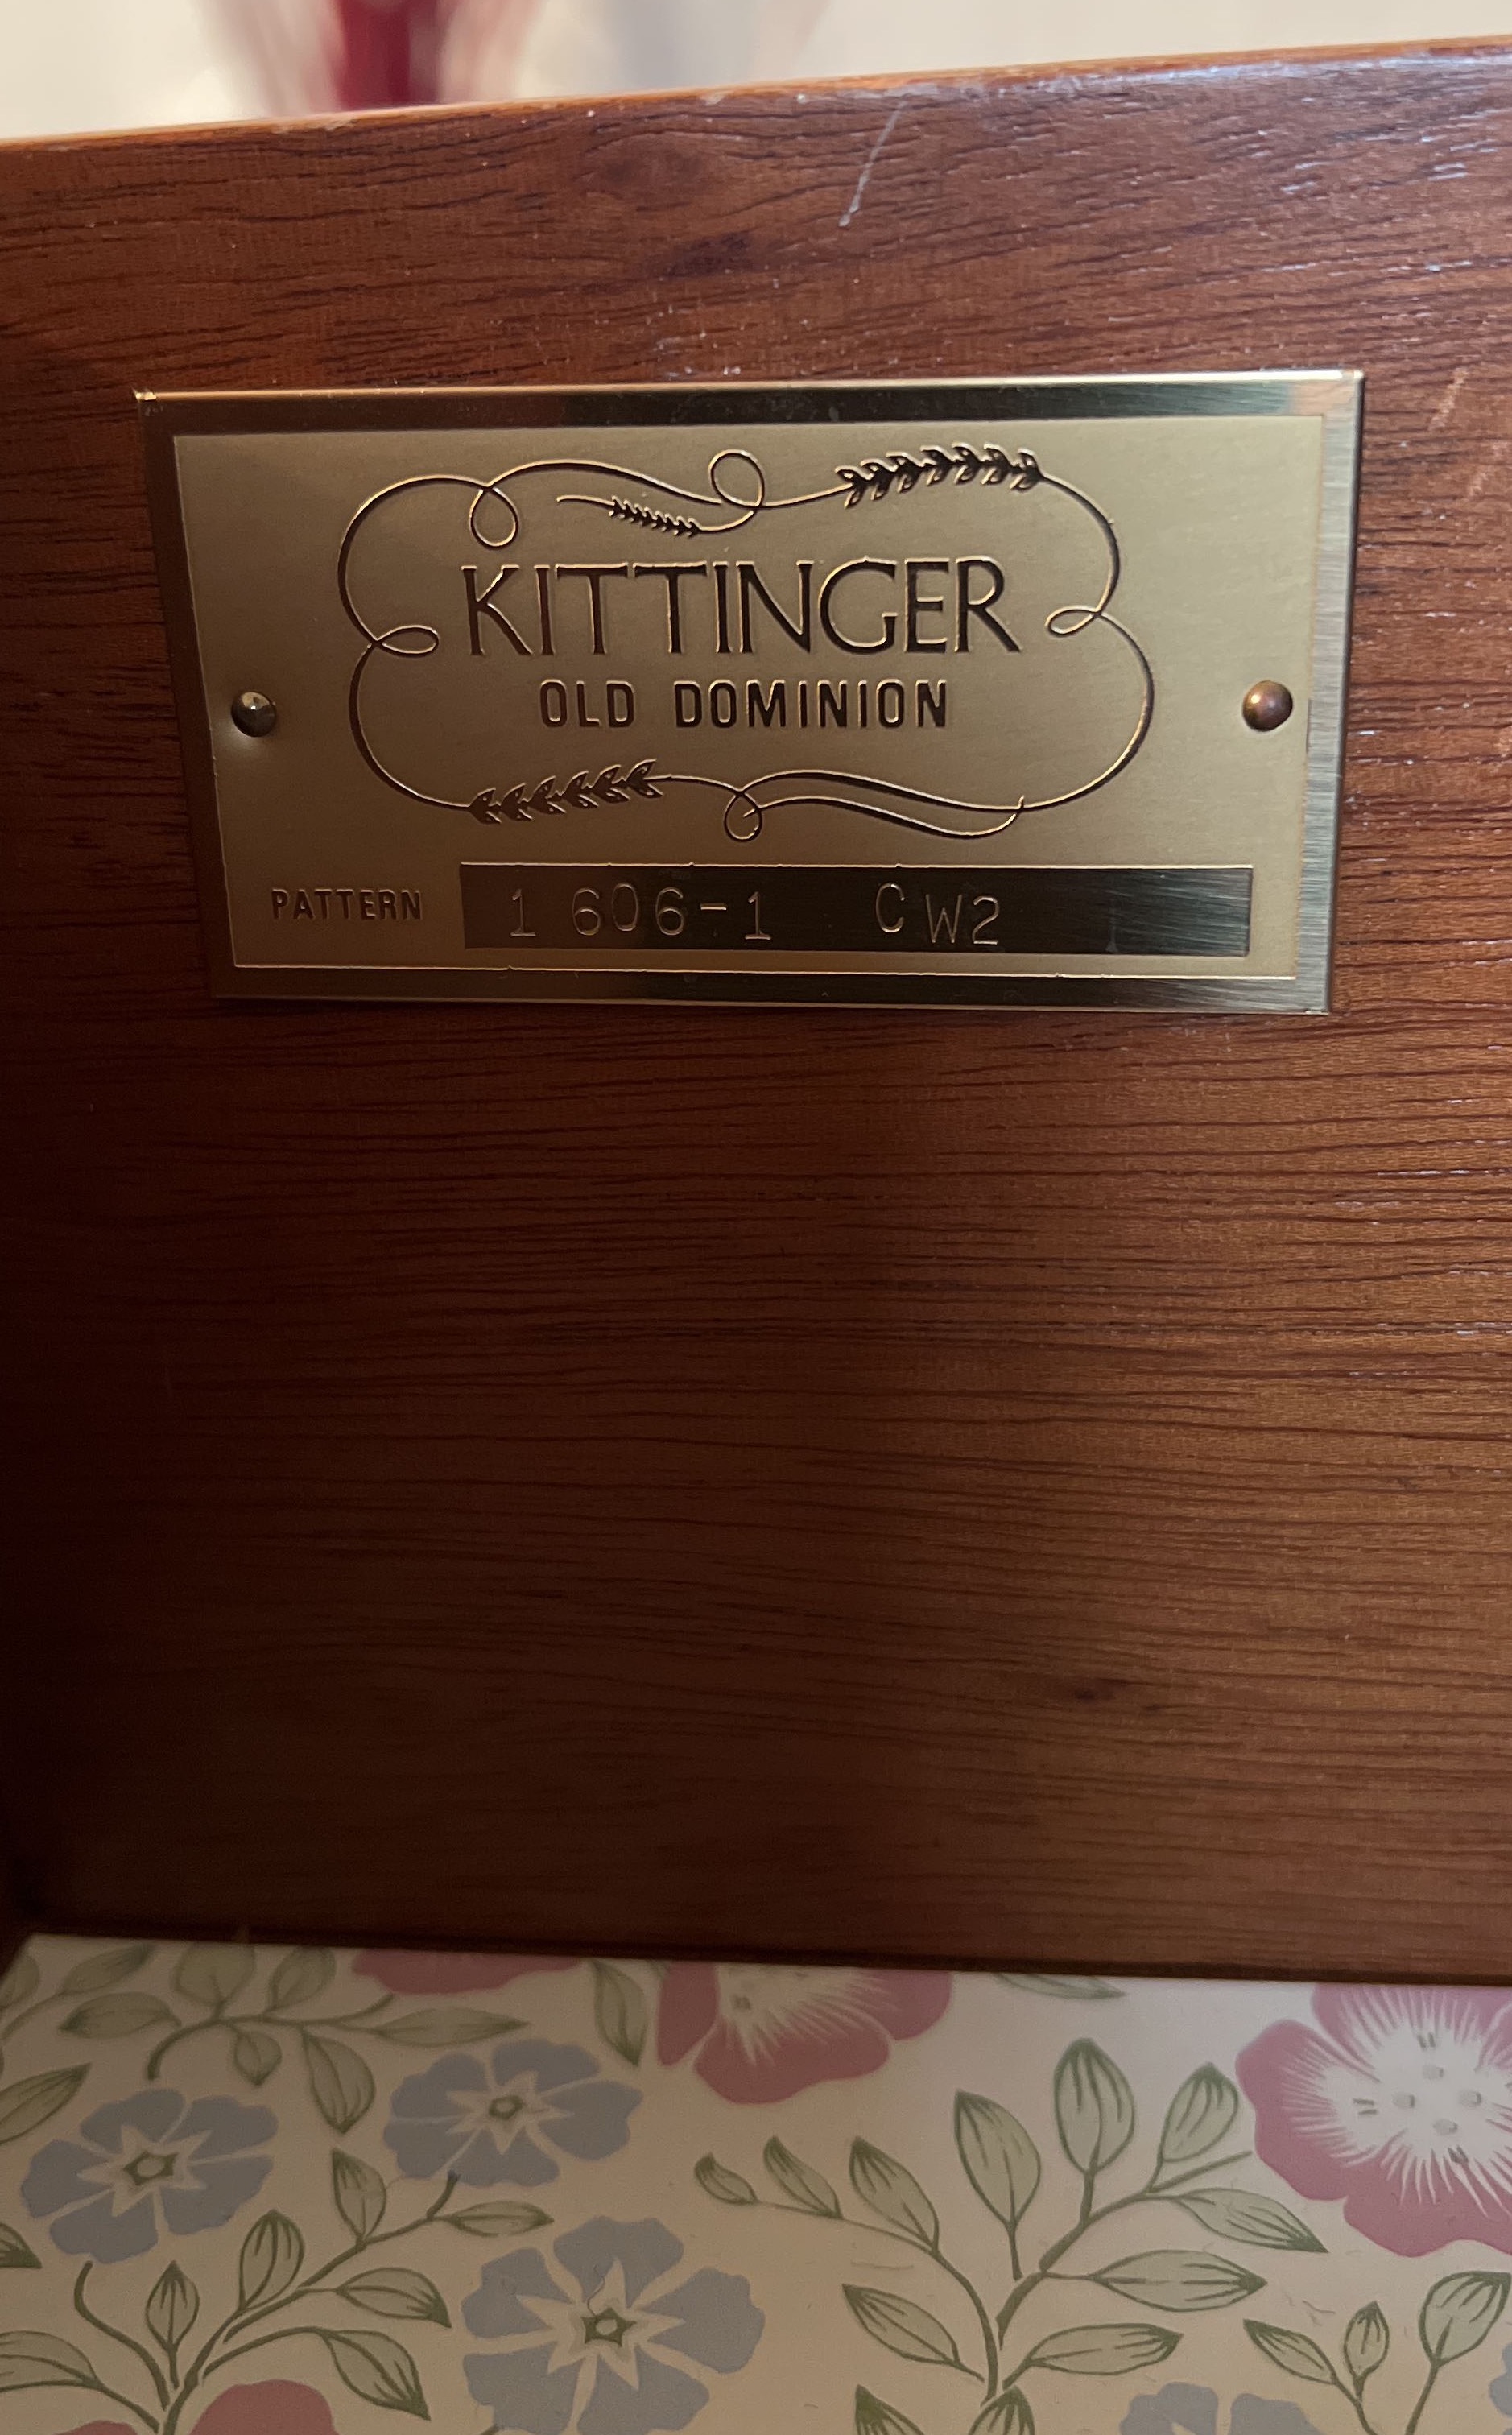 KITTINGER
OLD DOMINION
PATTERN 1 606-1 CW2